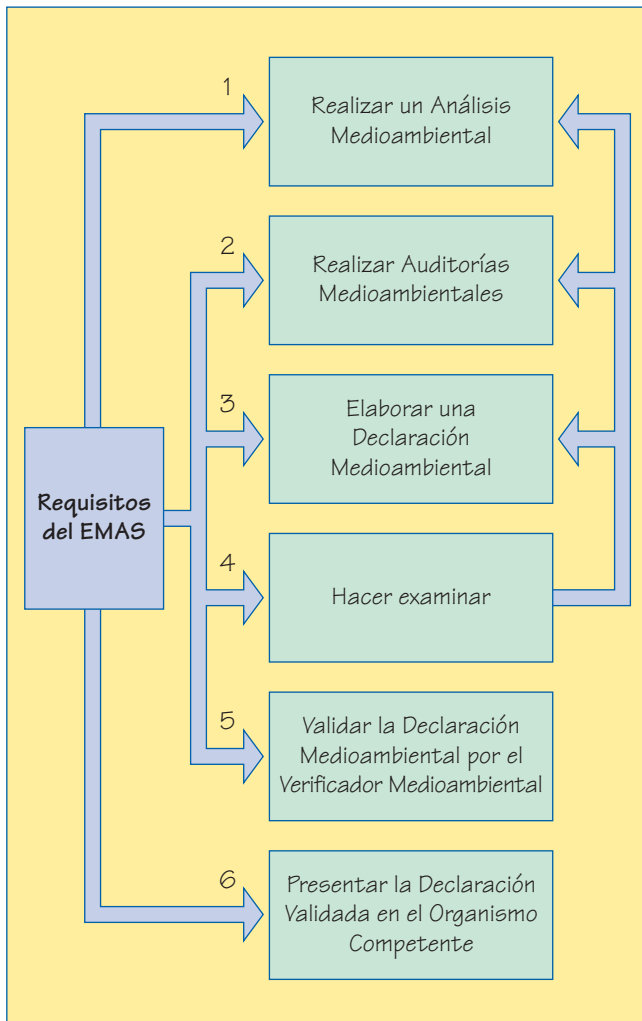 1
Realizar un Análisis
Medioambiental
2
Realizar Auditorías
Medioambientales
3
Elaborar una
Declaración
Medioambiental
Requisitos
del EMAS
4
Hacer examinar
5
Validar la Declaración
Medioambiental por el
Verificador Medioambiental
6
Presentar la Declaración
Validada en el Organismo
Competente